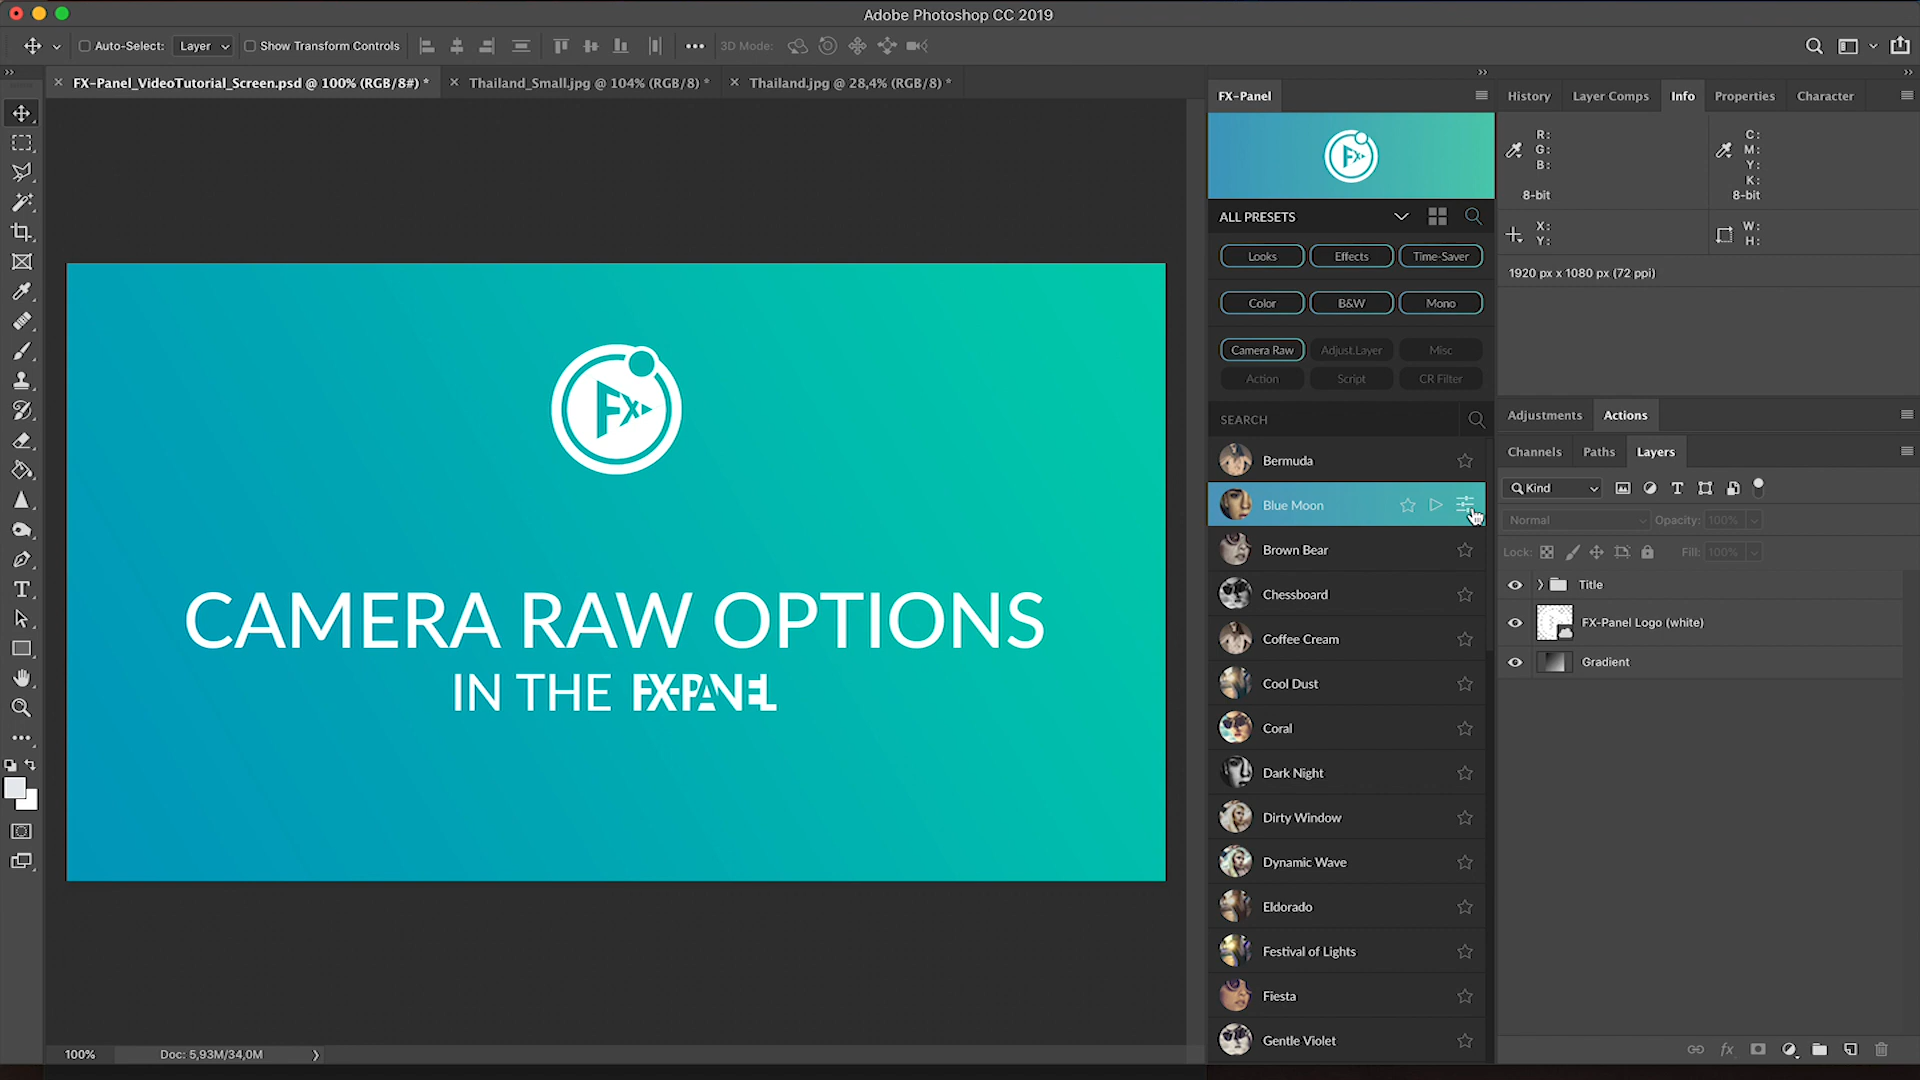 Adobe Photoshop CC 2019
Auto-Select: Layer Show Transform Controls 3D Mode:
FX-Panel_VideoTutorial_Screen.psd @ 100% (RGB/8#) * Thailand_Small.jpg @ 104% (RGB/8) * Thailand.jpg @ 28,4% (RGB/8) *
FX-Panel
History Layer Comps Info Properties Character
R: C:
G: M:
B: Y:
K:
8-bit 8-bit
X: W:
Y: H:
1920 px x 1080 px (72 ppi)
Fx
ALL PRESETS
Looks Effects Time-Saver
Color B&W Mono
Camera Raw Adjust.Layer Misc
Action Script CR Filter
SEARCH
Bermuda
Blue Moon
Brown Bear
Chessboard
Coffee Cream
Cool Dust
Coral
Dark Night
Dirty Window
Dynamic Wave
Eldorado
Festival of Lights
Fiesta
Gentle Violet
Adjustments Actions
Channels Paths Layers
Kind
Normal Opacity: 100%
Lock: Fill: 100%
Title
FX-Panel Logo (white)
Gradient
fx
Fx
CAMERA RAW OPTIONS
IN THE FX-PANEL
100% Doc: 5,93M/34,0M